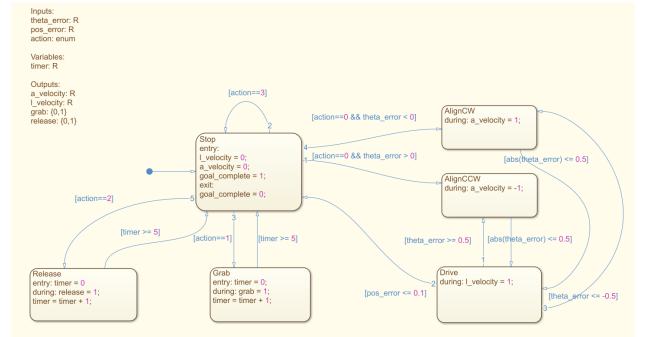 Inputs:
theta_error: R
pos_error: R
action: enum
Variables:
timer: R
Outputs:
a_velocity: R
l_velocity: R
grab: {0,1}
release: {0,1}
[action==3]
2
Stop
entry:
l_velocity = 0;
a_velocity = 0;
goal_complete = 1;
exit:
goal_complete = 0;
4
[action==0 && theta_error < 0]
1
[action==0 && theta_error > 0]
AlignCW
during: a_velocity = 1;
[abs(theta_error) <= 0.5]
AlignCCW
during: a_velocity = -1;
[action==2]
5
3
[timer >= 5]
[action==1]
[timer >= 5]
[theta_error >= 0.5]
[abs(theta_error) <= 0.5]
Release
entry: timer = 0
during: release = 1;
timer = timer + 1;
Grab
entry: timer = 0;
during: grab = 1;
timer = timer + 1;
[pos_error <= 0.1]
2
1
Drive
during: l_velocity = 1;
[theta_error <= -0.5]
3